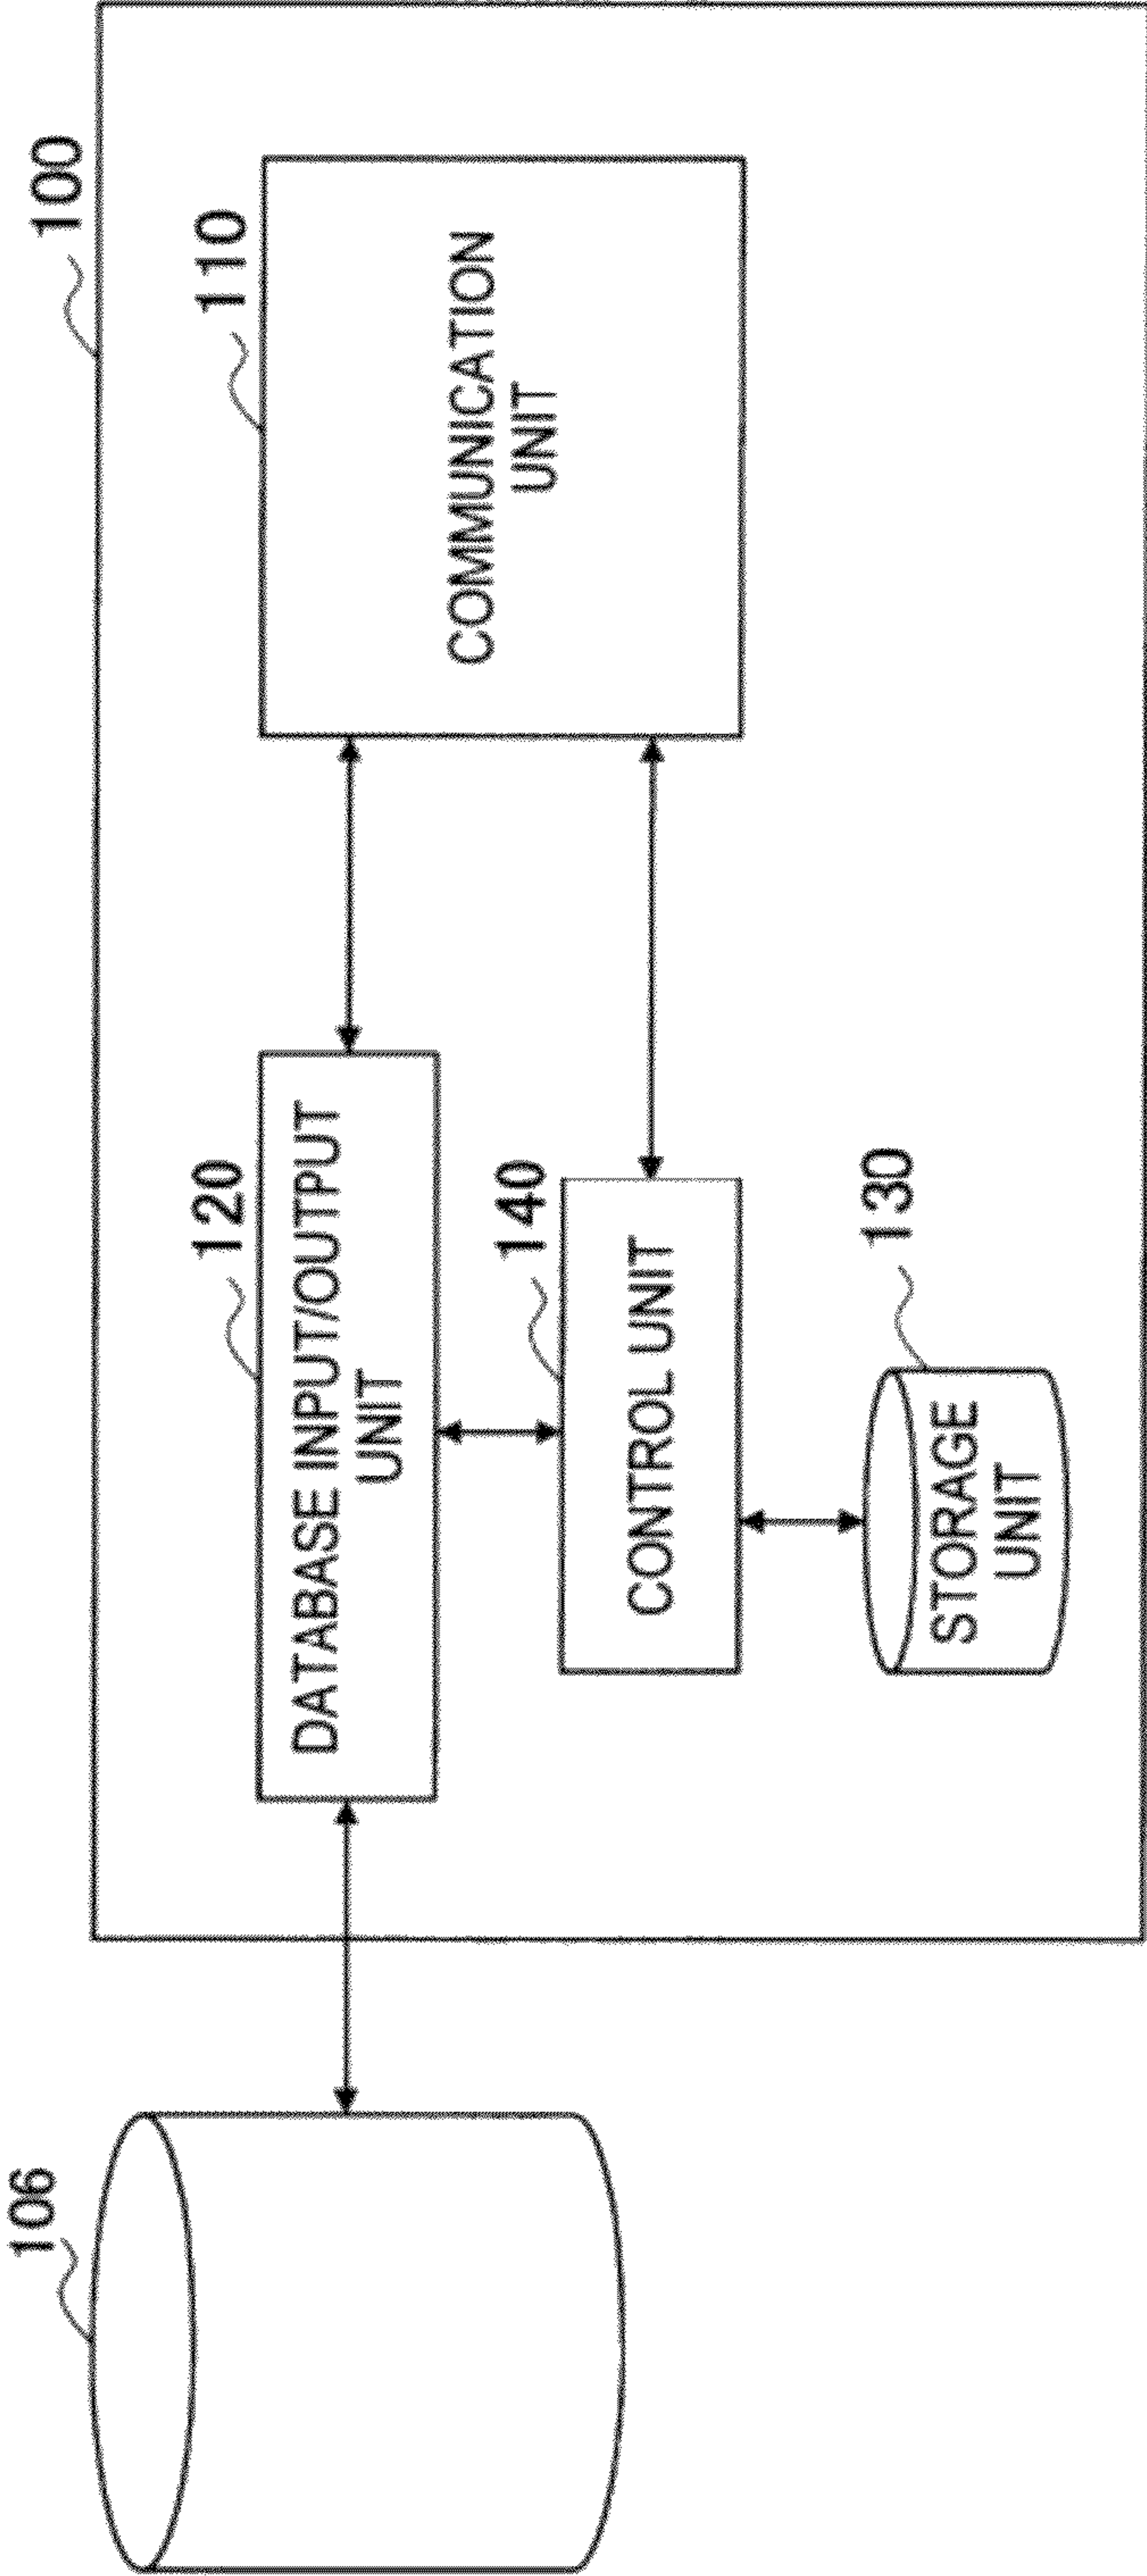 106
100
120
DATABASE INPUT/OUTPUT
UNIT
110
COMMUNICATION
UNIT
140
CONTROL UNIT
130
STORAGE
UNIT